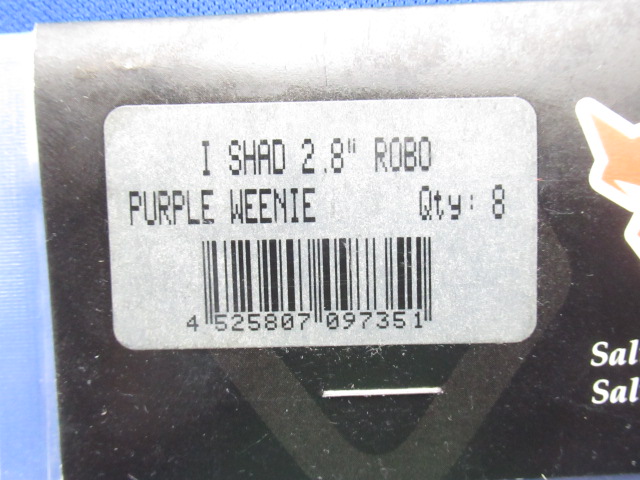 I SHAD 2.8" ROBO
PURPLE WEENIE Qty: 8
4 525807 097351
Sal
Sal